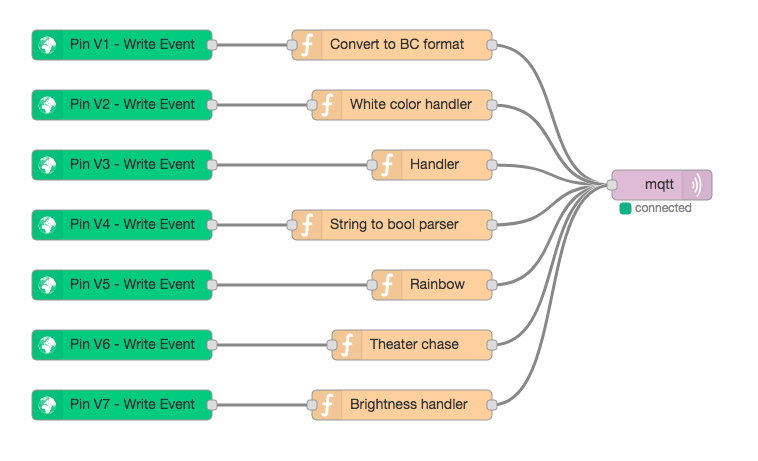 Pin V1 - Write Event
Convert to BC format
Pin V2 - Write Event
White color handler
Pin V3 - Write Event
Handler
mqtt
connected
Pin V4 - Write Event
String to bool parser
Pin V5 - Write Event
Rainbow
Pin V6 - Write Event
Theater chase
Pin V7 - Write Event
Brightness handler